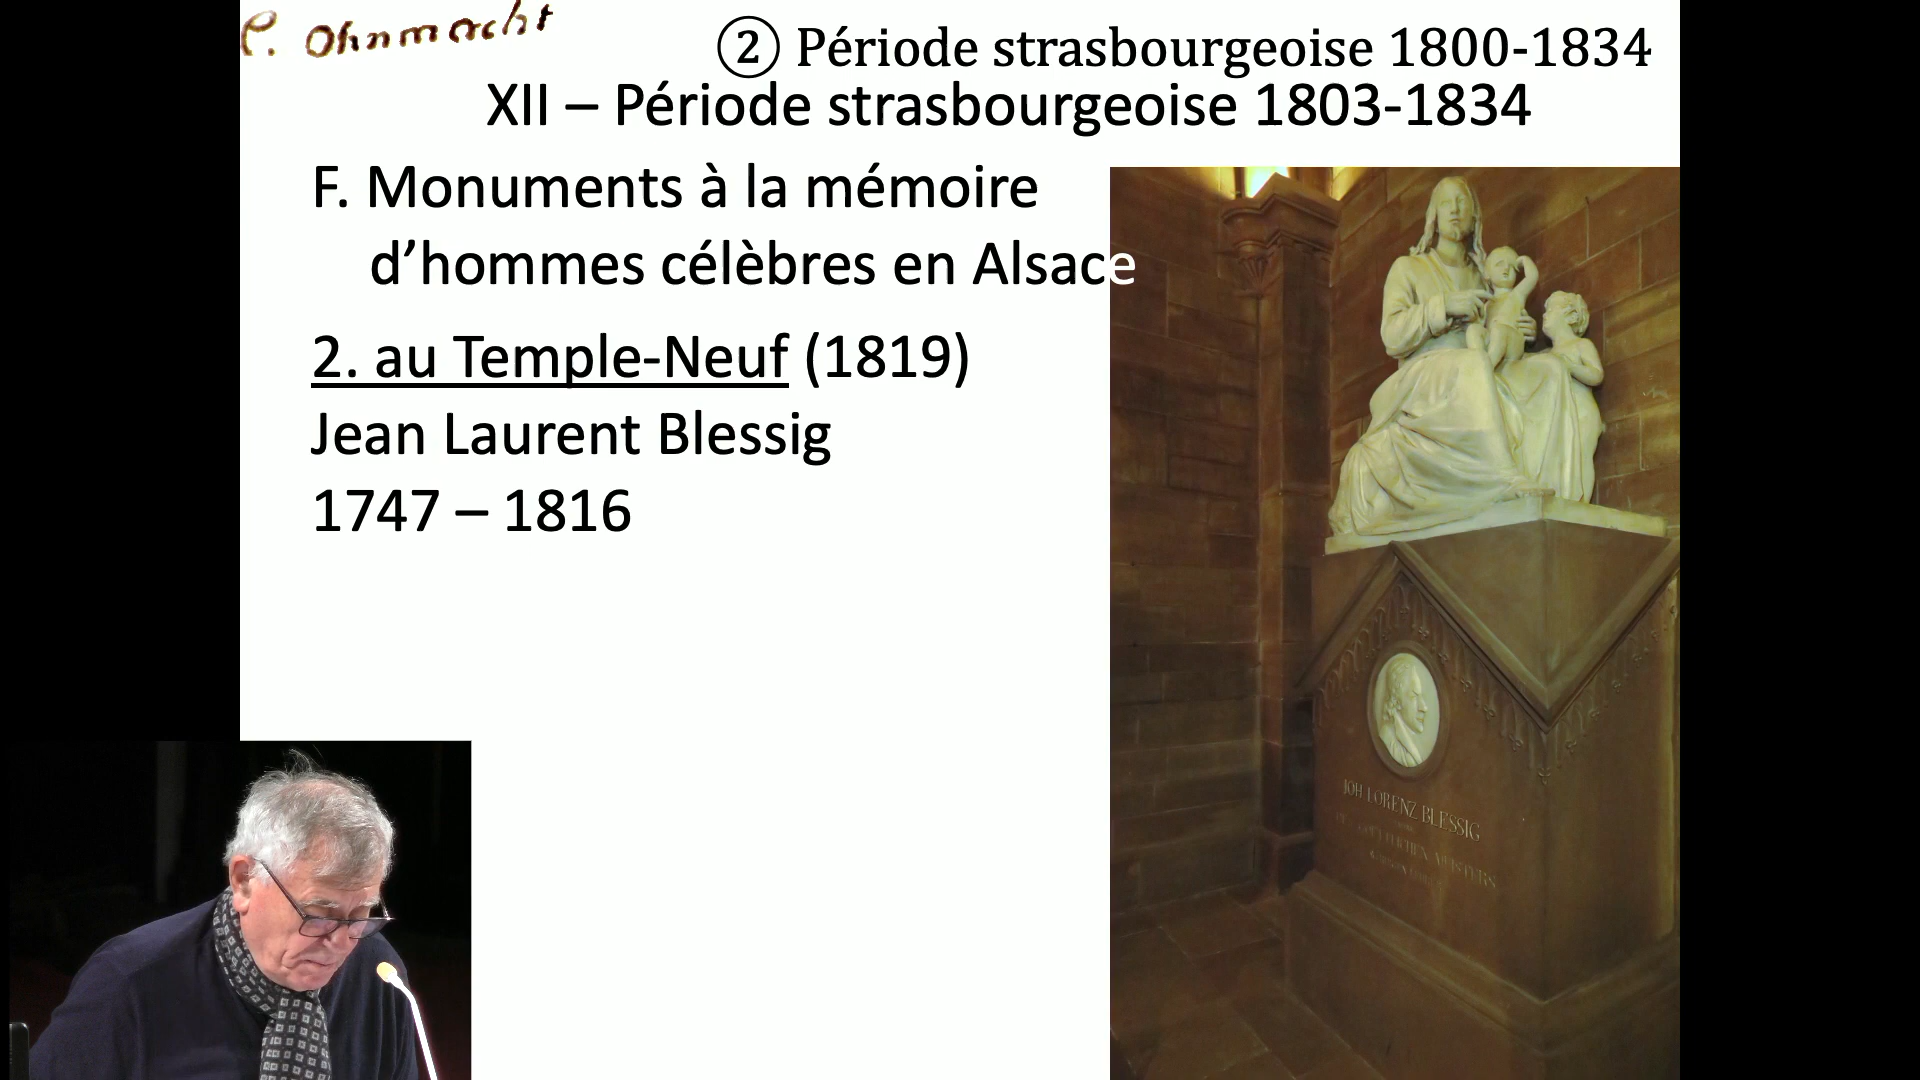 Ohnmacht
② Période strasbourgeoise 1800-1834
XII – Période strasbourgeoise 1803-1834
F. Monuments à la mémoire
d’hommes célèbres en Alsace
2. au Temple-Neuf (1819)
Jean Laurent Blessig
1747 – 1816
JOH. LORENZ BLESSIG